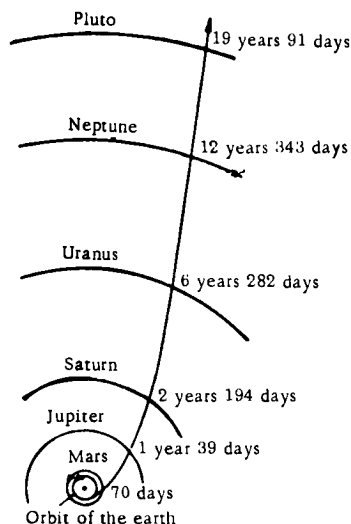 Pluto
19 years 91 days
Neptune
12 years 343 days
Uranus
6 years 282 days
Saturn
2 years 194 days
Jupiter
1 year 39 days
Mars
70 days
Orbit of the earth